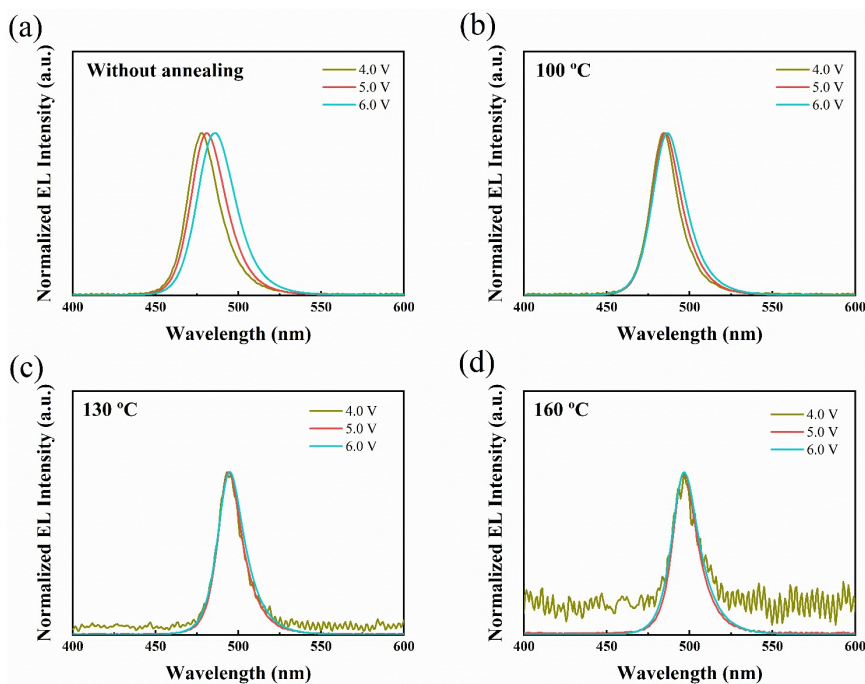 (a)
Normalized EL Intensity (a.u.)
Without annealing
4.0 V
5.0 V
6.0 V
400 450 500 550 600
Wavelength (nm)
(b)
Normalized EL Intensity (a.u.)
100 ºC
4.0 V
5.0 V
6.0 V
400 450 500 550 600
Wavelength (nm)
(c)
Normalized EL Intensity (a.u.)
130 ºC
4.0 V
5.0 V
6.0 V
400 450 500 550 600
Wavelength (nm)
(d)
Normalized EL Intensity (a.u.)
160 ºC
4.0 V
5.0 V
6.0 V
400 450 500 550 600
Wavelength (nm)